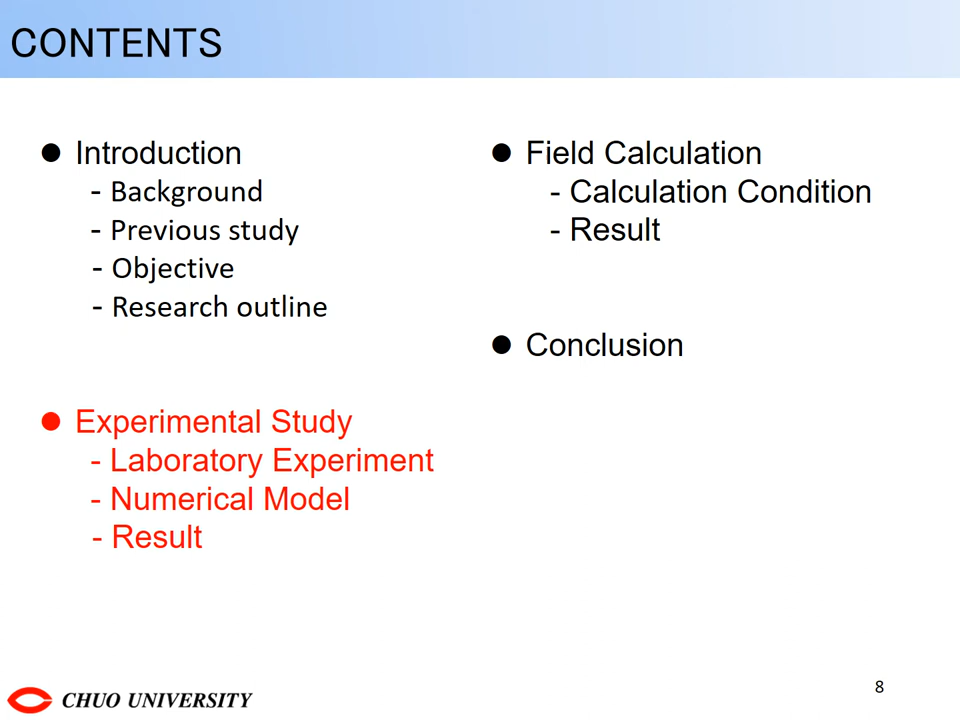 CONTENTS
● Introduction
- Background
- Previous study
- Objective
- Research outline
● Experimental Study
- Laboratory Experiment
- Numerical Model
- Result
● Field Calculation
- Calculation Condition
- Result
● Conclusion
CHUO UNIVERSITY
8